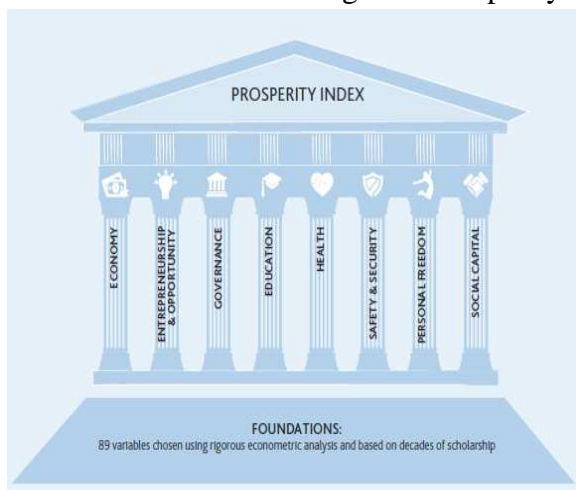 PROSPERITY INDEX
ECONOMY
ENTREPRENEURSHIP
& OPPORTUNITY
GOVERNANCE
EDUCATION
HEALTH
SAFETY & SECURITY
PERSONAL FREEDOM
SOCIAL CAPITAL
FOUNDATIONS:
89 variables chosen using rigorous econometric analysis and based on decades of scholarship